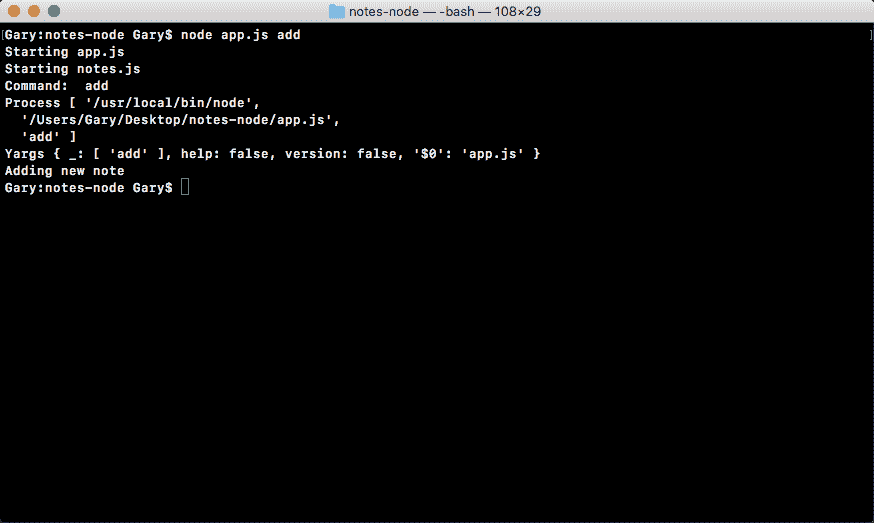 notes-node — -bash — 108×29
Gary:notes-node Gary$ node app.js add
Starting app.js
Starting notes.js
Command:  add
Process [ '/usr/local/bin/node',
  '/Users/Gary/Desktop/notes-node/app.js',
  'add' ]
Yargs { _: [ 'add' ], help: false, version: false, '$0': 'app.js' }
Adding new note
Gary:notes-node Gary$